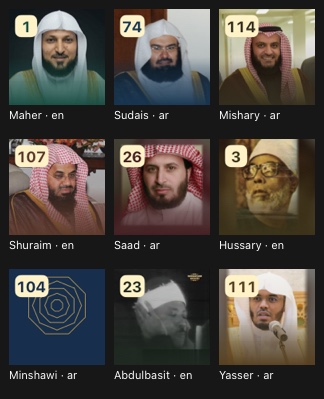 1
74
114
Maher · en
Sudais · ar
Mishary · ar
107
26
3
Shuraim · en
Saad · ar
Hussary · en
104
23
111
Minshawi · ar
Abdulbasit · en
Yasser · ar